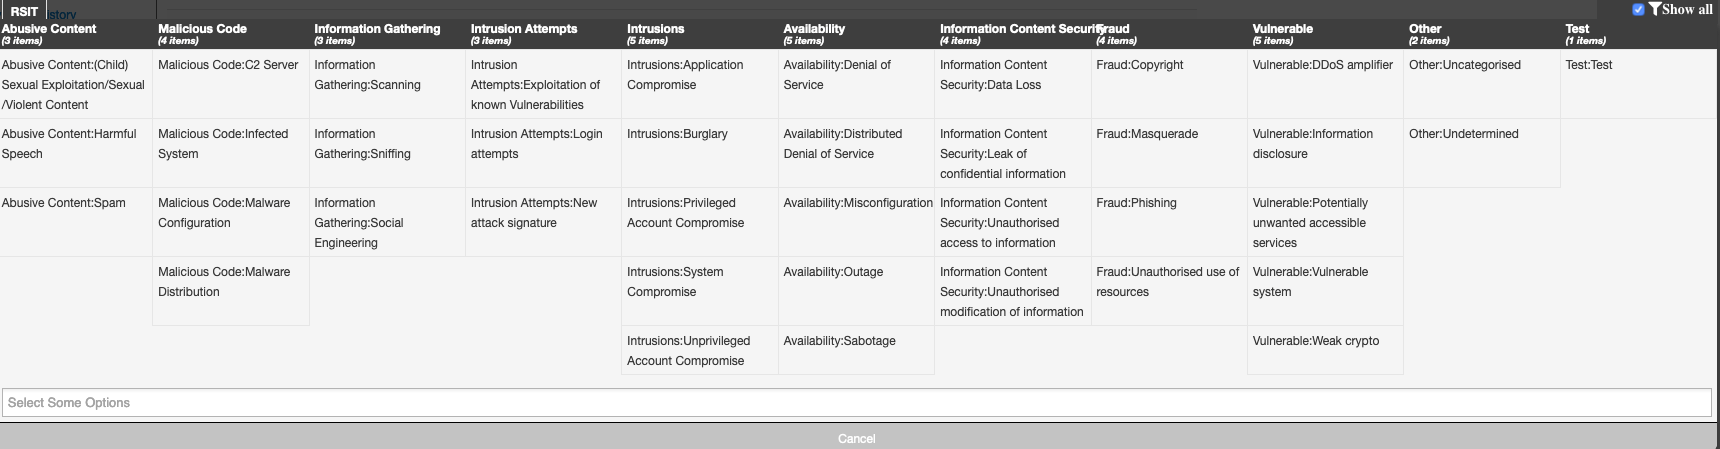 RSIT
istory
Show all
Abusive Content
(3 items)
Malicious Code
(4 items)
Information Gathering
(3 items)
Intrusion Attempts
(3 items)
Intrusions
(5 items)
Availability
(5 items)
Information Content Security
(4 items)
Fraud
(4 items)
Vulnerable
(5 items)
Other
(2 items)
Test
(1 items)
Abusive Content:(Child)
Sexual Exploitation/Sexual
/Violent Content
Malicious Code:C2 Server
Information
Gathering:Scanning
Intrusion
Attempts:Exploitation of
known Vulnerabilities
Intrusions:Application
Compromise
Availability:Denial of
Service
Information Content
Security:Data Loss
Fraud:Copyright
Vulnerable:DDoS amplifier
Other:Uncategorised
Test:Test
Abusive Content:Harmful
Speech
Malicious Code:Infected
System
Information
Gathering:Sniffing
Intrusion Attempts:Login
attempts
Intrusions:Burglary
Availability:Distributed
Denial of Service
Information Content
Security:Leak of
confidential information
Fraud:Masquerade
Vulnerable:Information
disclosure
Other:Undetermined
Abusive Content:Spam
Malicious Code:Malware
Configuration
Information
Gathering:Social
Engineering
Intrusion Attempts:New
attack signature
Intrusions:Privileged
Account Compromise
Availability:Misconfiguration
Information Content
Security:Unauthorised
access to information
Fraud:Phishing
Vulnerable:Potentially
unwanted accessible
services
Malicious Code:Malware
Distribution
Intrusions:System
Compromise
Availability:Outage
Information Content
Security:Unauthorised
modification of information
Fraud:Unauthorised use of
resources
Vulnerable:Vulnerable
system
Intrusions:Unprivileged
Account Compromise
Availability:Sabotage
Vulnerable:Weak crypto
Select Some Options
Cancel